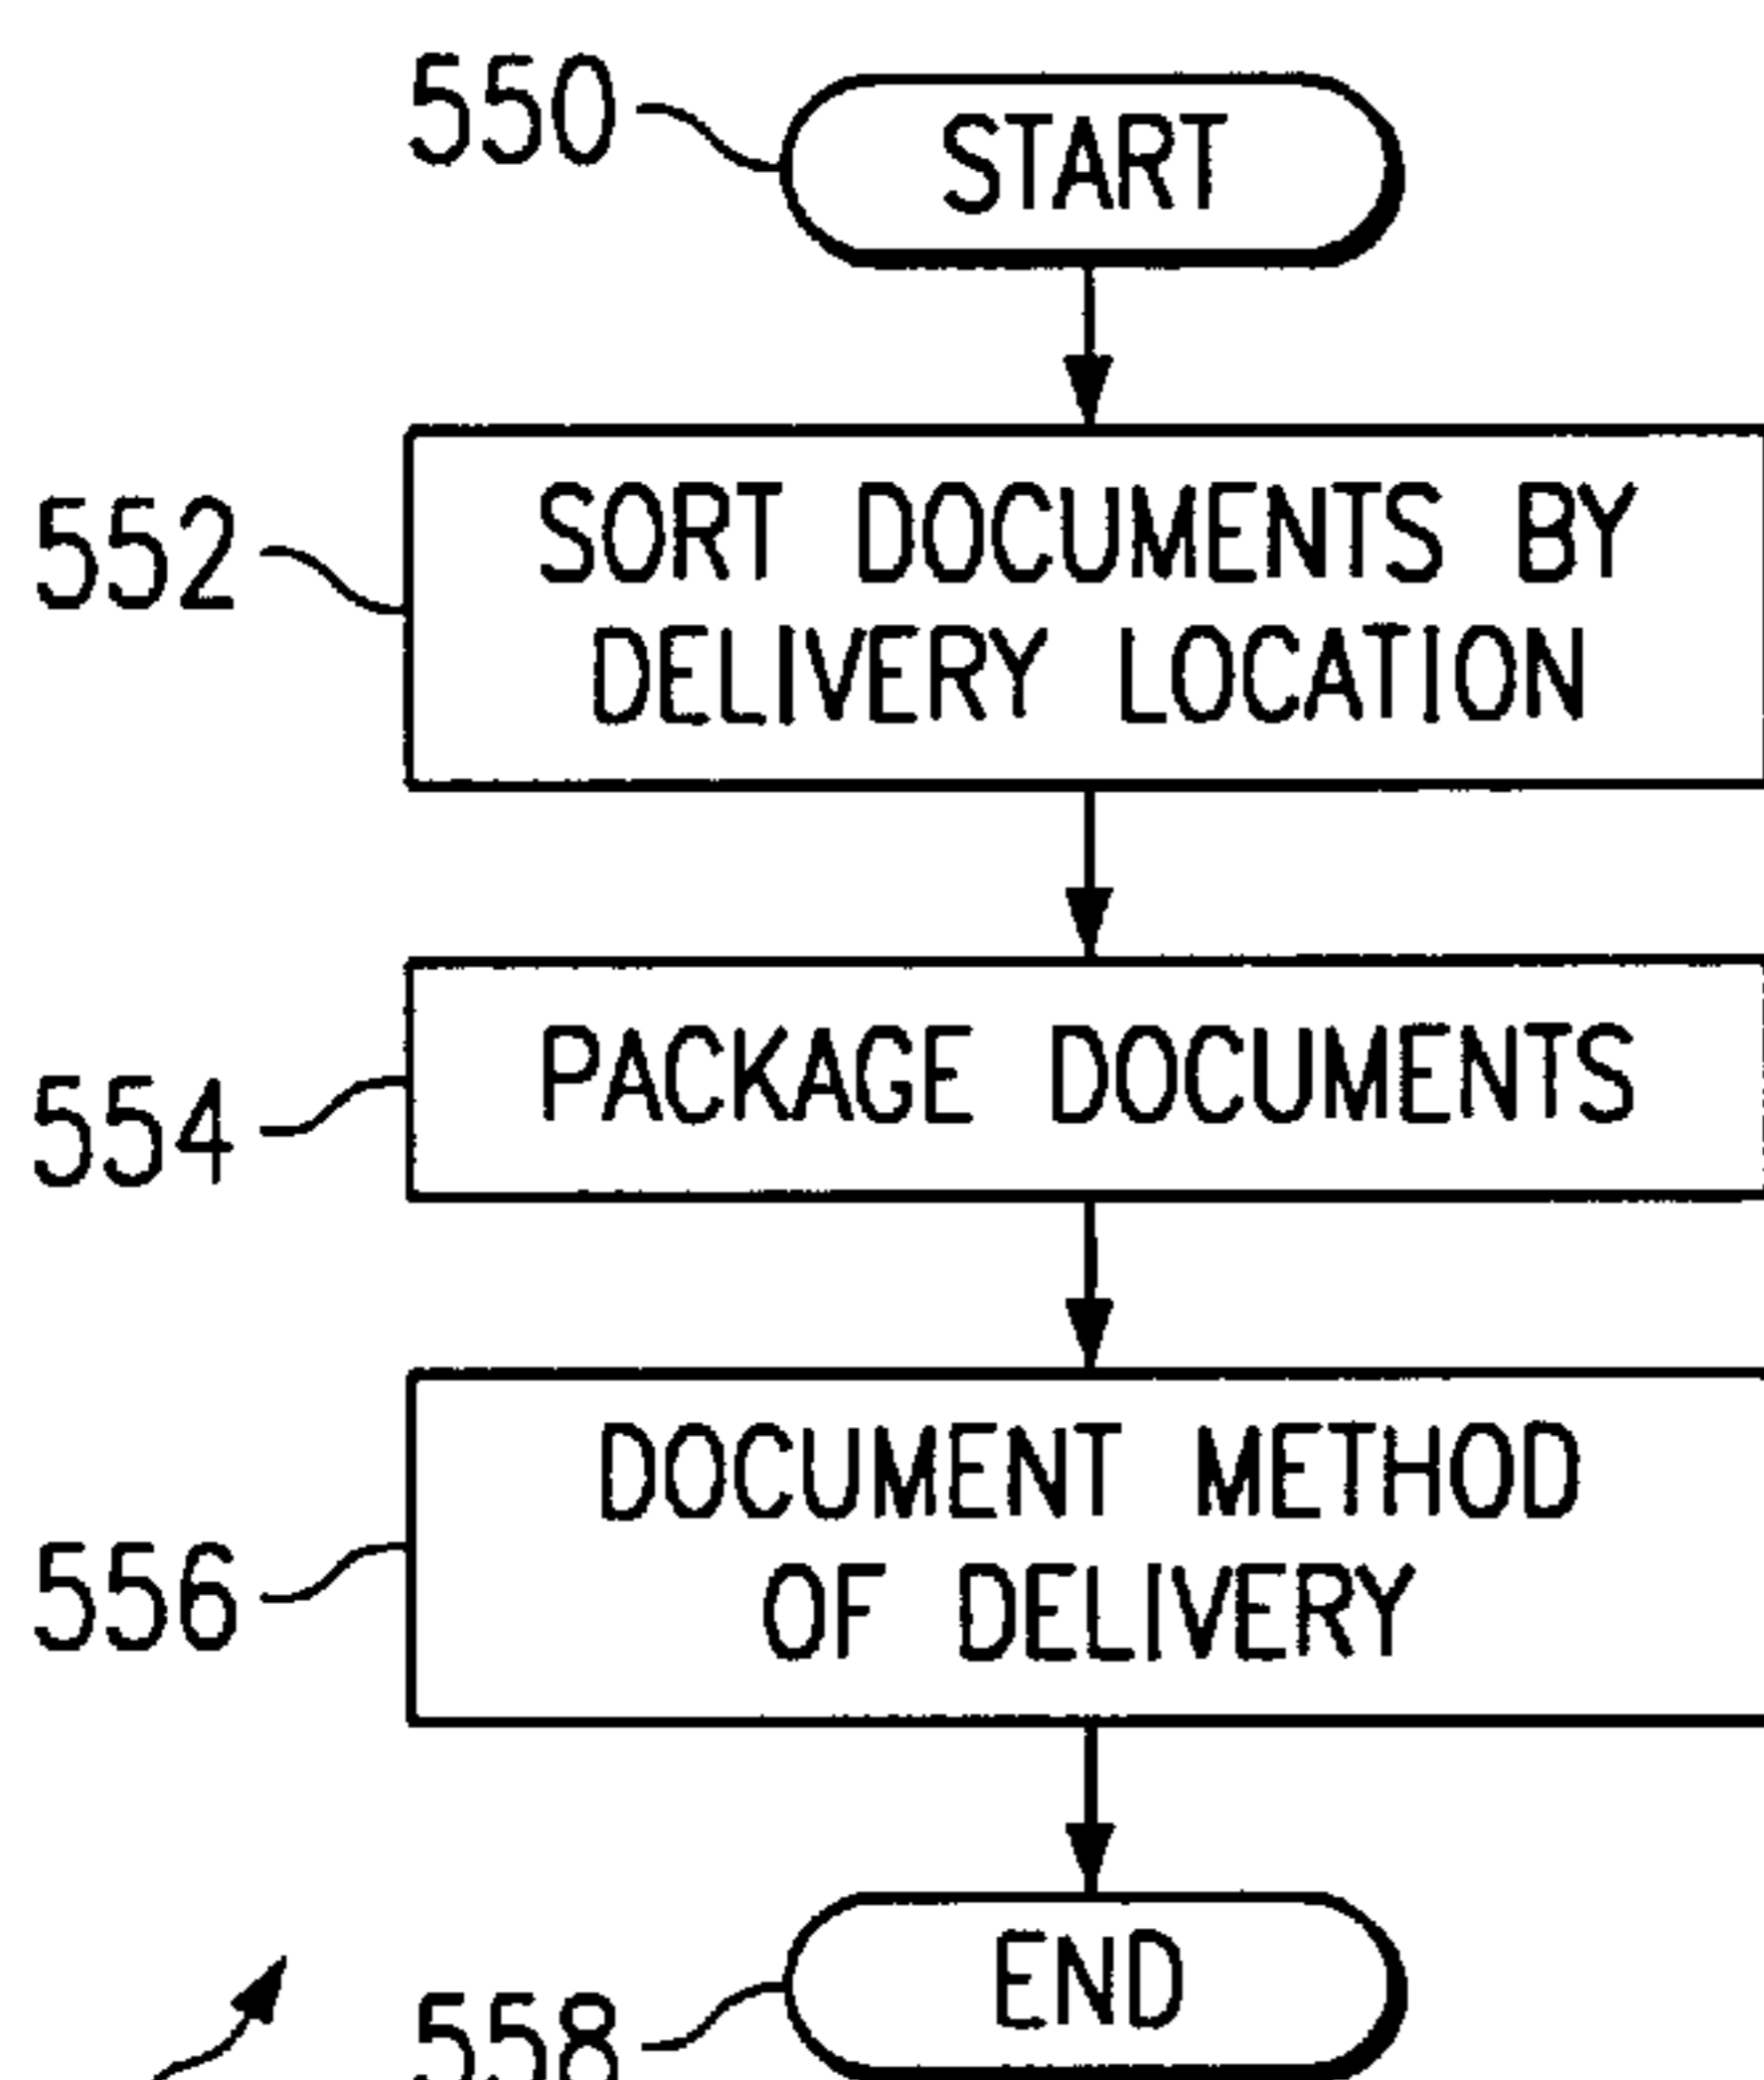 550
START
552
SORT DOCUMENTS BY
DELIVERY LOCATION
554
PACKAGE DOCUMENTS
556
DOCUMENT METHOD
OF DELIVERY
558
END